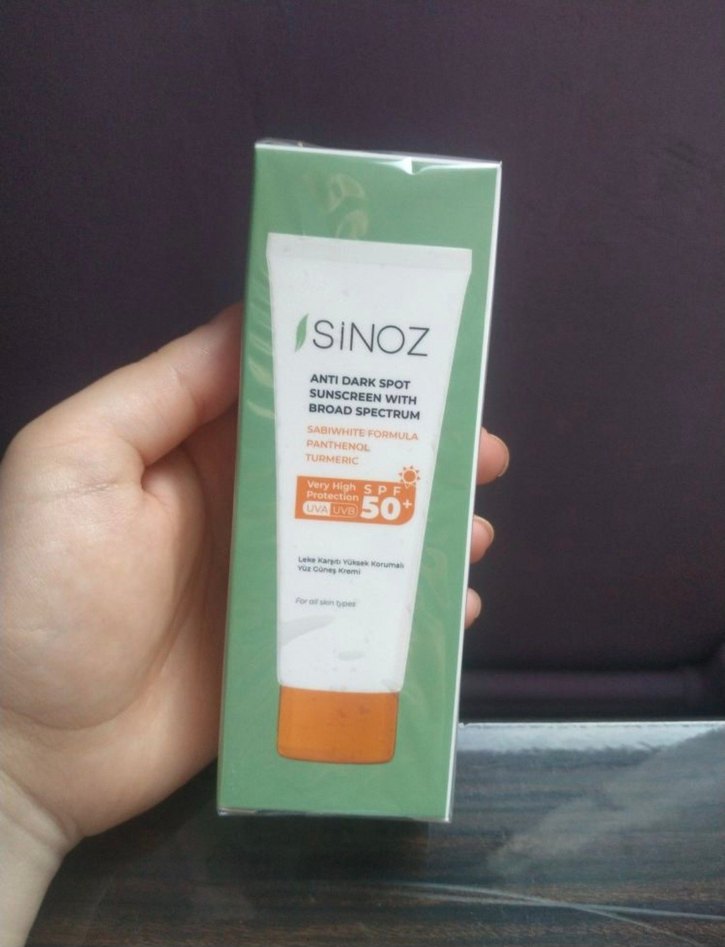 SiNOZ
ANTI DARK SPOT
SUNSCREEN WITH
BROAD SPECTRUM
SABIWHITE FORMULA
PANTHENOL
TURMERIC
Very High SPF
Protection 50+
UVA UVB
Leke Karşıtı Yüksek Korumalı
Yüz Güneş Kremi
For all skin types